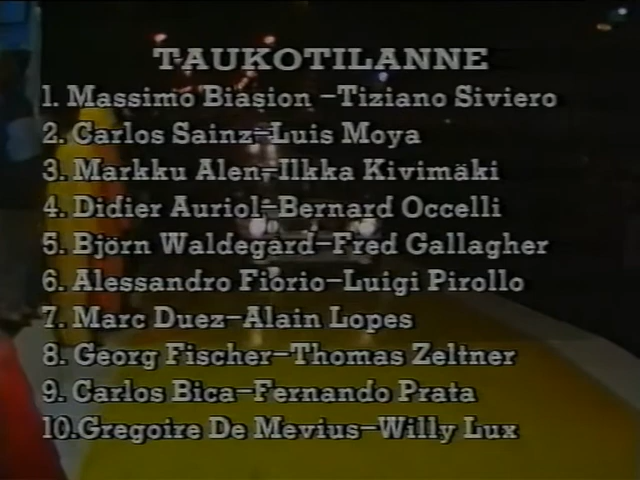 TAUKOTILANNE
1. Massimo Biasion –Tiziano Siviero
2. Carlos Sainz–Luis Moya
3. Markku Alen–Ilkka Kivimäki
4. Didier Auriol–Bernard Occelli
5. Björn Waldegård–Fred Gallagher
6. Alessandro Fiorio–Luigi Pirollo
7. Marc Duez–Alain Lopes
8. Georg Fischer–Thomas Zeltner
9. Carlos Bica–Fernando Prata
10.Gregoire De Mevius–Willy Lux